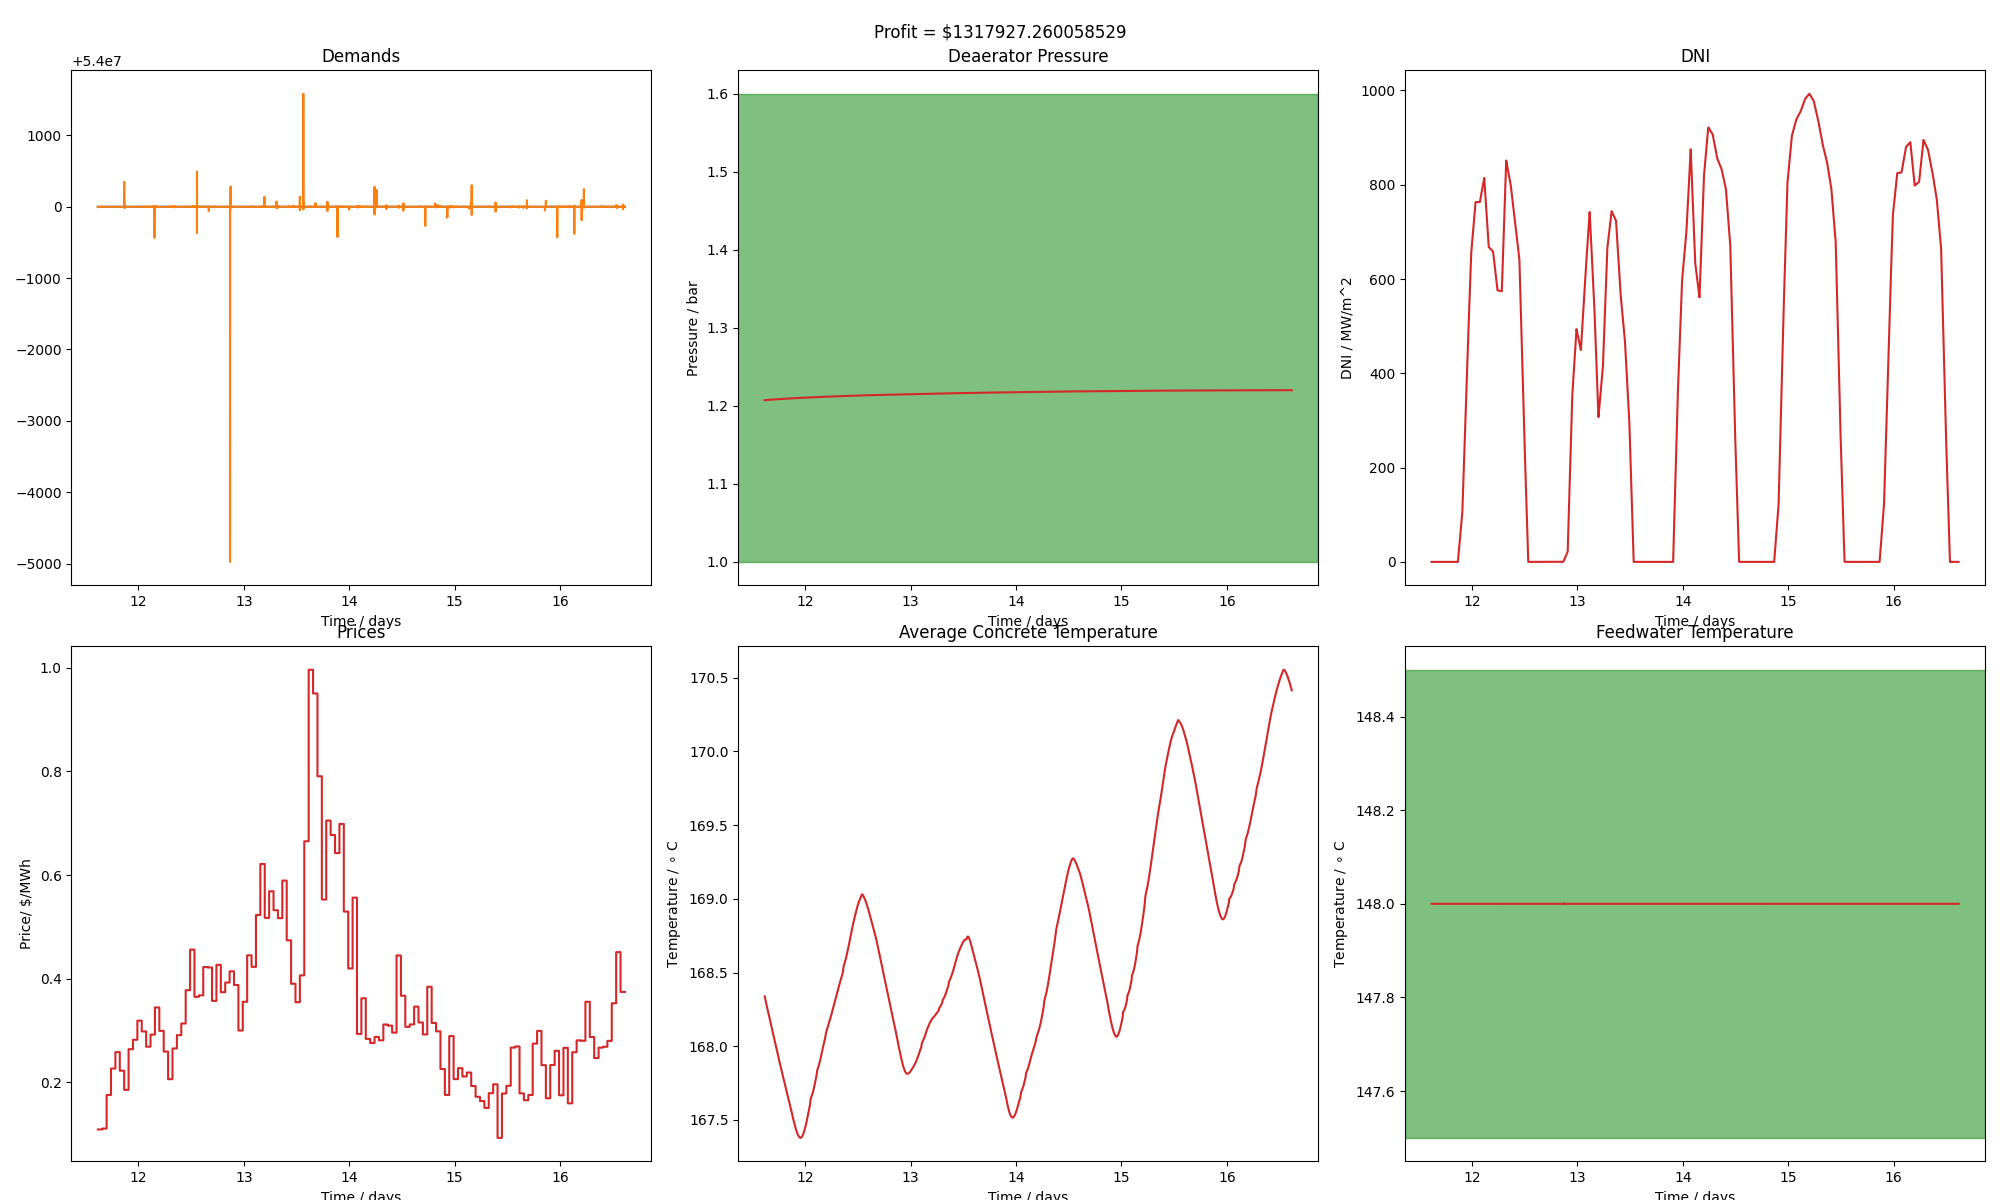 Profit = $1317927.260058529
Demands
+5.4e7
1000
0
−1000
−2000
−3000
−4000
−5000
12 13 14 15 16
Time / days
Deaerator Pressure
Pressure / bar
1.6
1.5
1.4
1.3
1.2
1.1
1.0
12 13 14 15 16
Time / days
DNI
DNI / MW/m^2
1000
800
600
400
200
0
12 13 14 15 16
Time / days
Prices
Price/ $/MWh
1.0
0.8
0.6
0.4
0.2
12 13 14 15 16
Time / days
Average Concrete Temperature
Temperature / ∘ C
170.5
170.0
169.5
169.0
168.5
168.0
167.5
12 13 14 15 16
Time / days
Feedwater Temperature
Temperature / ∘ C
148.4
148.2
148.0
147.8
147.6
12 13 14 15 16
Time / days